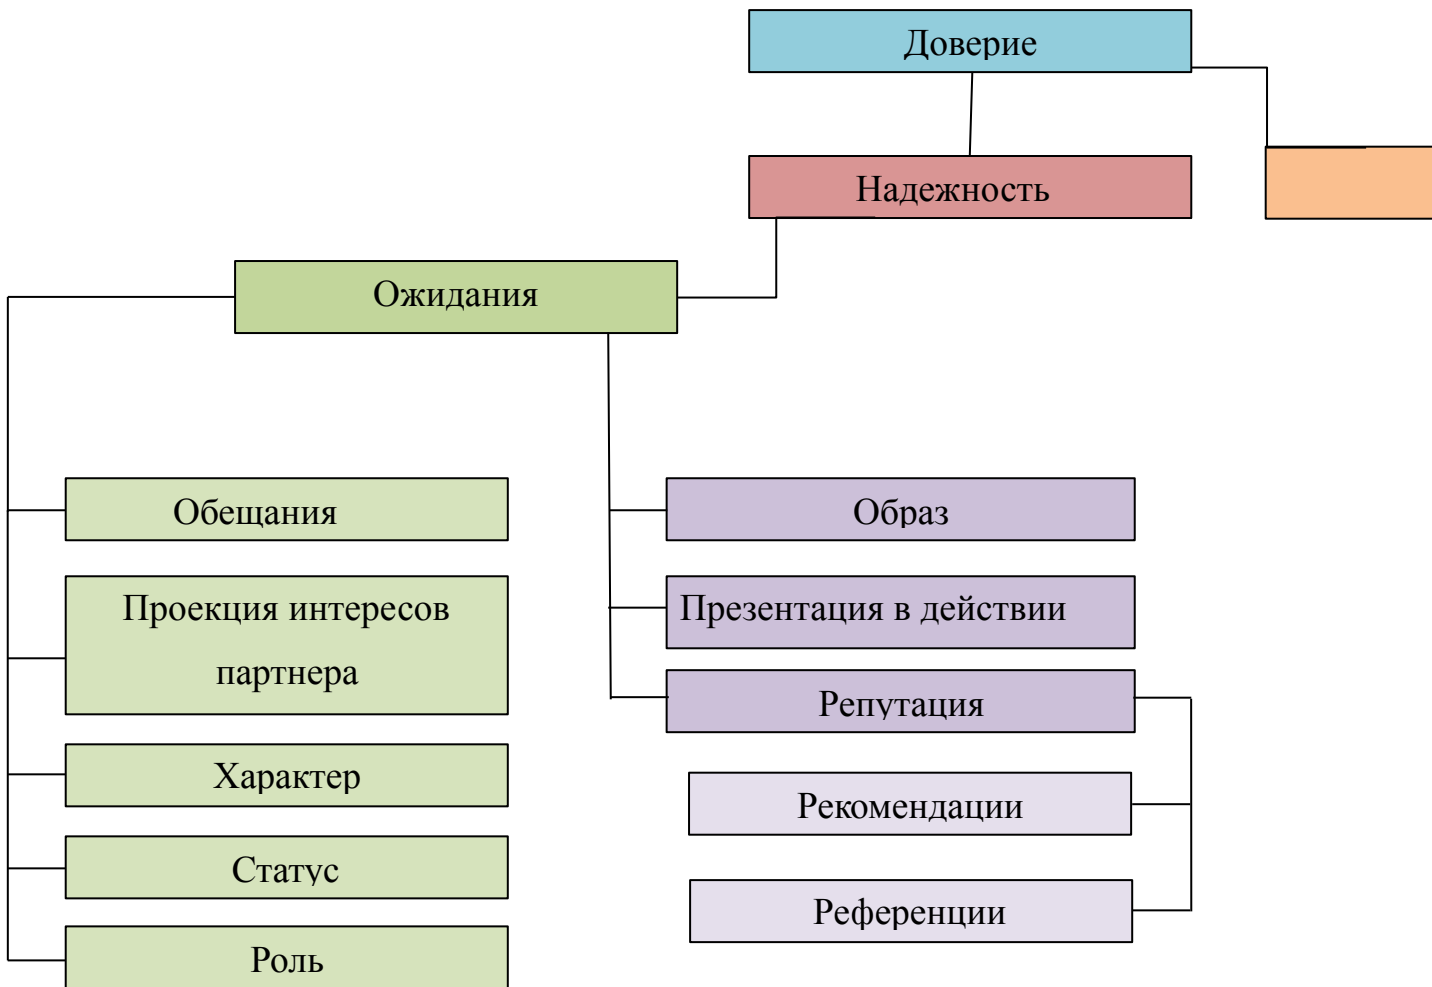 Доверие
Надежность
Ожидания
Обещания
Проекция интересов
партнера
Характер
Статус
Роль
Образ
Презентация в действии
Репутация
Рекомендации
Референции